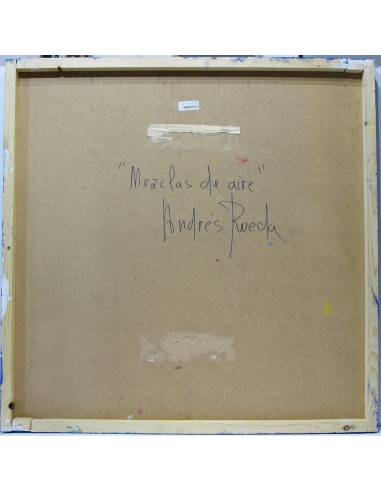 "Mezclas de aire"
Andrés Rueda